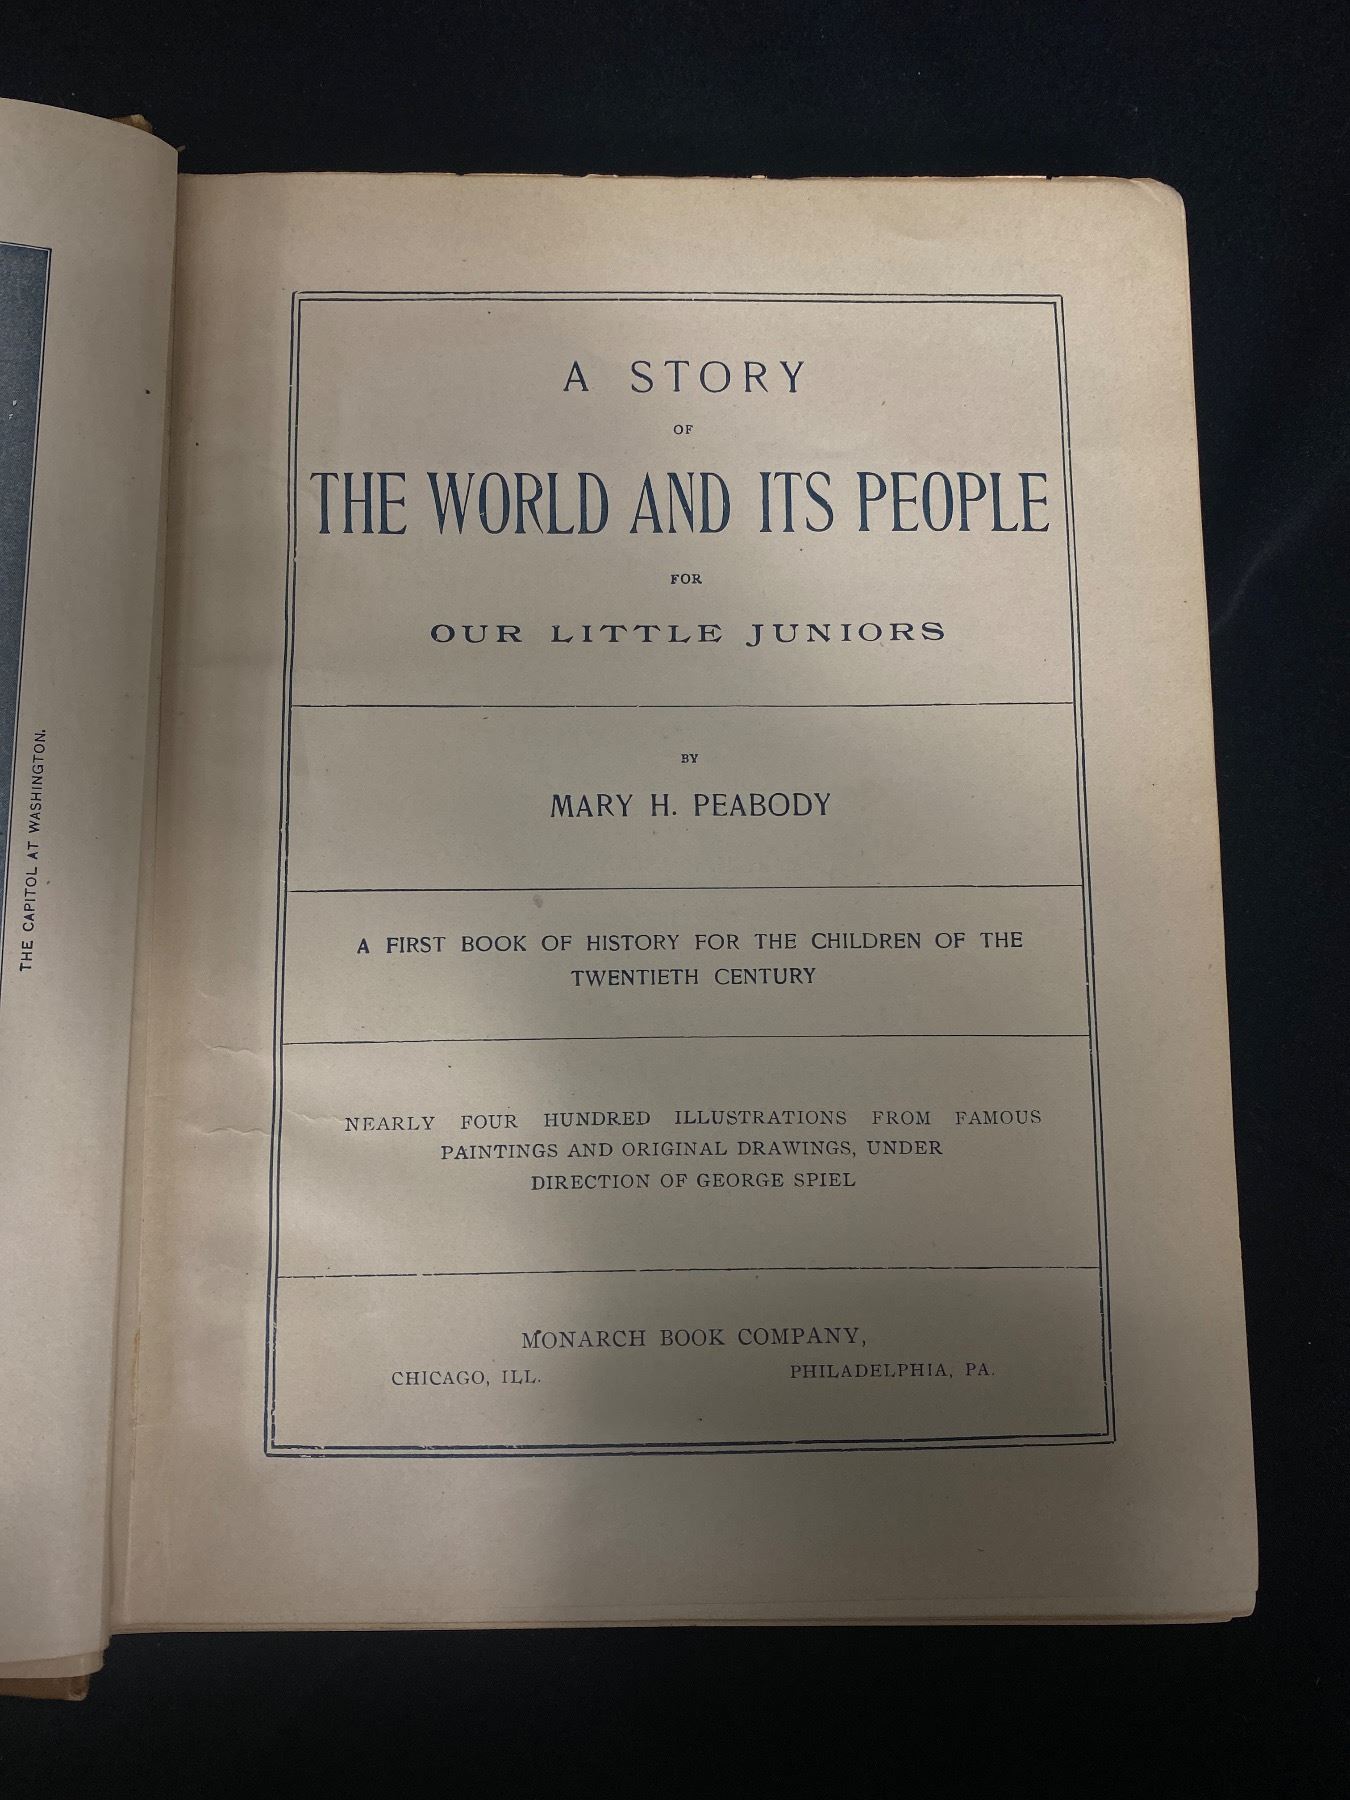 THE CAPITOL AT WASHINGTON.
A STORY
OF
THE WORLD AND ITS PEOPLE
FOR
OUR LITTLE JUNIORS
BY
MARY H. PEABODY
A FIRST BOOK OF HISTORY FOR THE CHILDREN OF THE
TWENTIETH CENTURY
NEARLY FOUR HUNDRED ILLUSTRATIONS FROM FAMOUS
PAINTINGS AND ORIGINAL DRAWINGS, UNDER
DIRECTION OF GEORGE SPIEL
MONARCH BOOK COMPANY,
CHICAGO, ILL. PHILADELPHIA, PA.